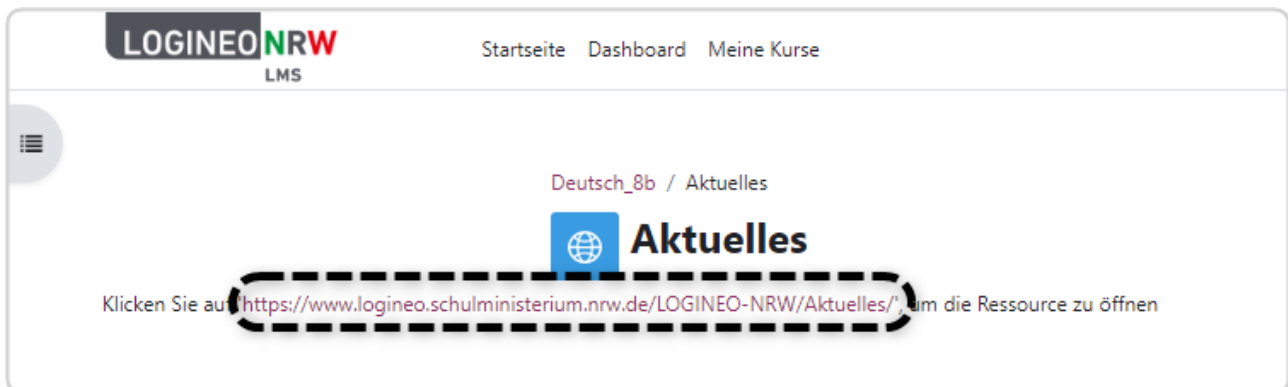 LOGINEO NRW
LMS
Startseite Dashboard Meine Kurse
Deutsch_8b / Aktuelles
Aktuelles
Klicken Sie auf 'https://www.logineo.schulministerium.nrw.de/LOGINEO-NRW/Aktuelles/', um die Ressource zu öffnen